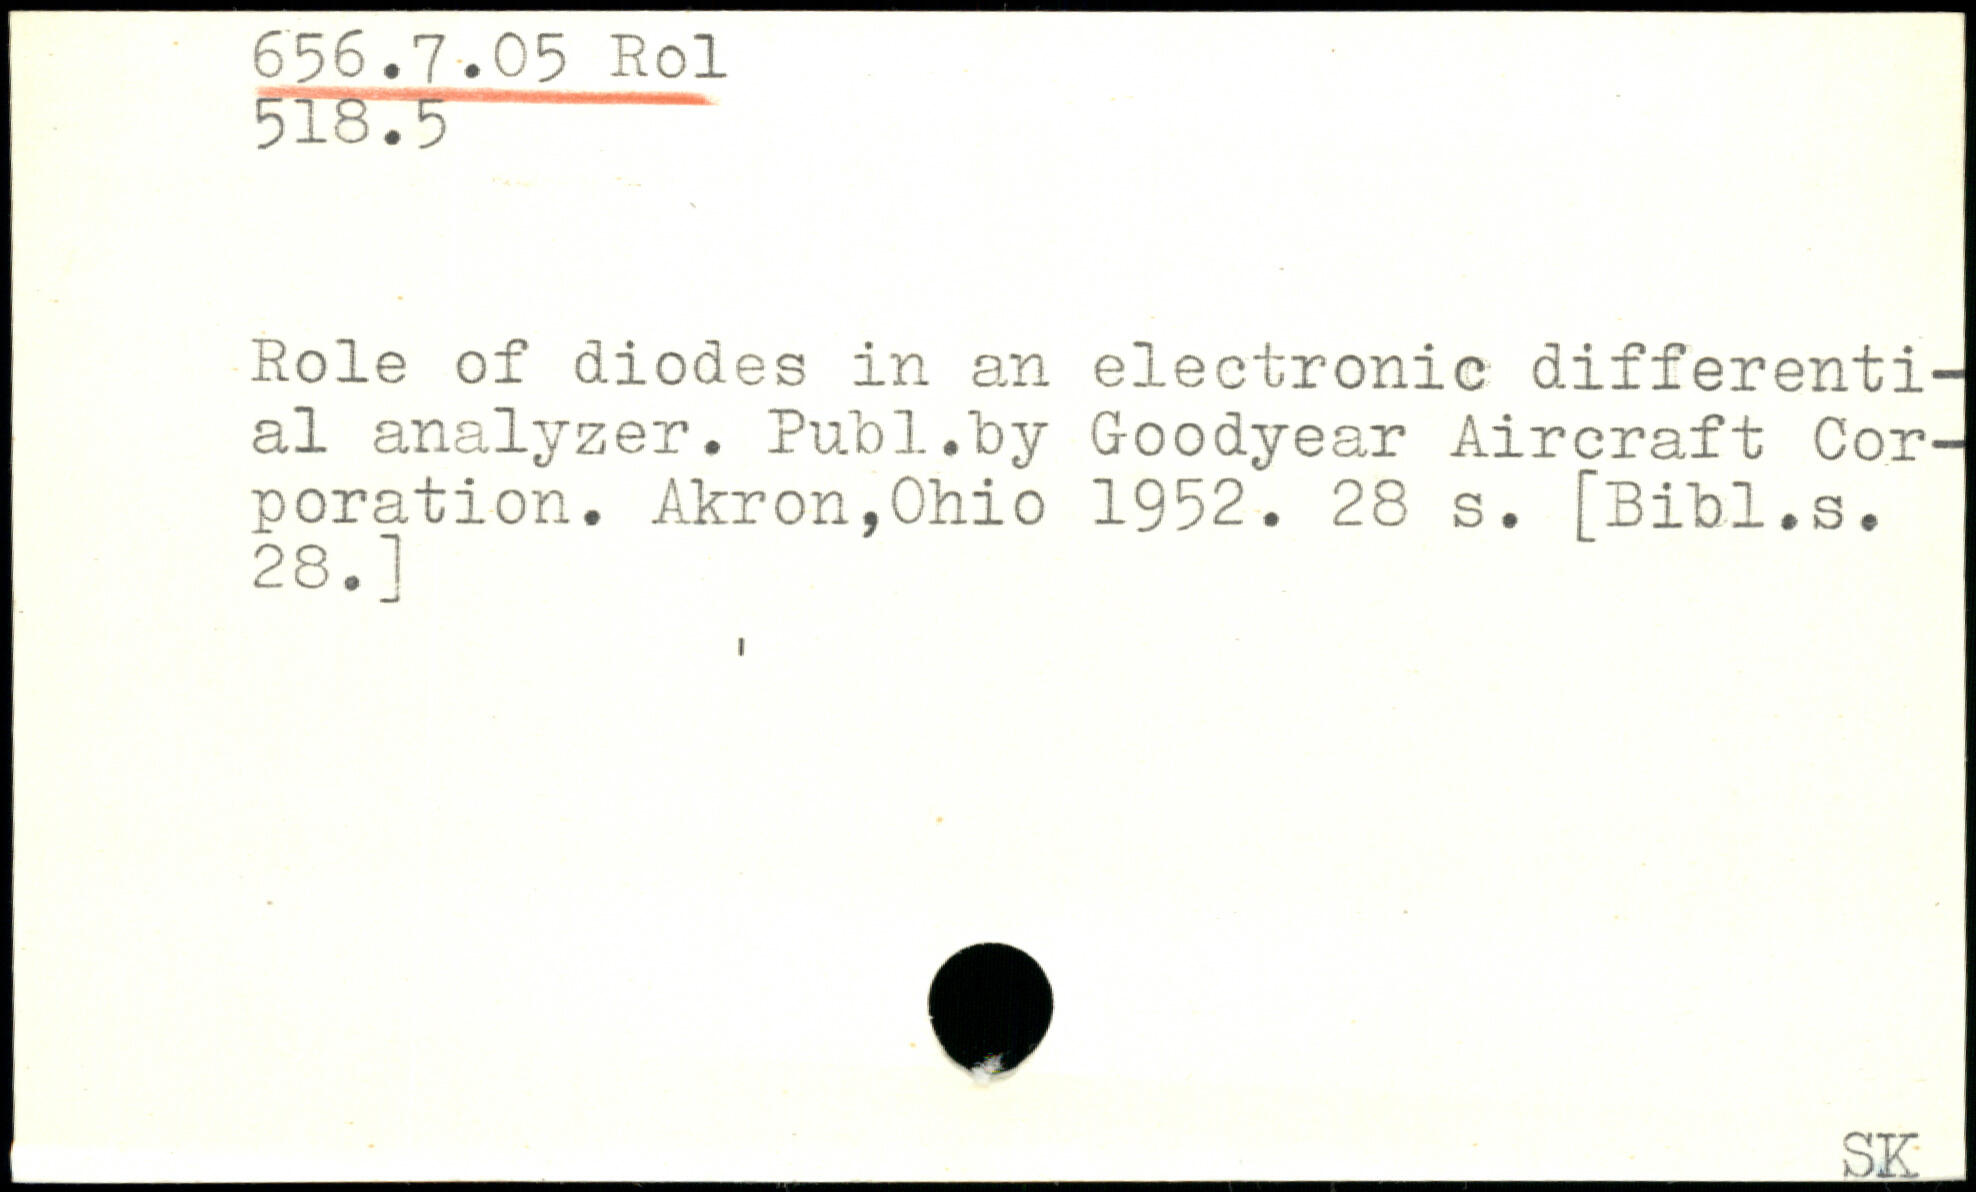 656.7.05 Rol
518.5
Role of diodes in an electronic differenti-
al analyzer. Publ.by Goodyear Aircraft Cor-
poration. Akron,Ohio 1952. 28 s. [Bibl.s.
28.]
SK